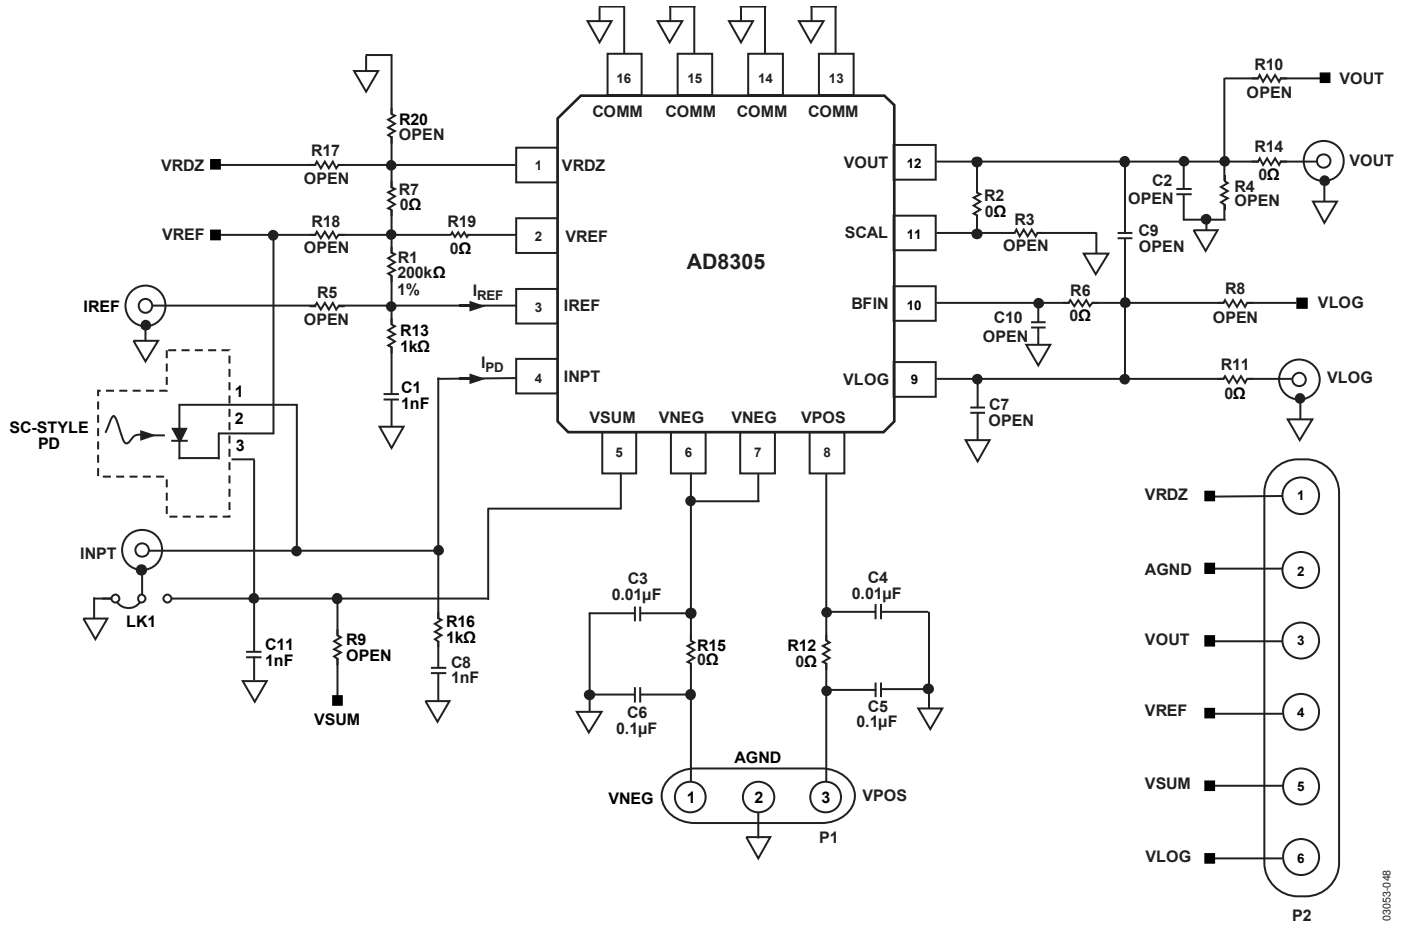 16
15
14
13
COMM
COMM
COMM
COMM
R20
OPEN
VRDZ
R17
OPEN
1
VRDZ
R7
0Ω
VREF
R18
OPEN
R19
0Ω
2
VREF
R1
200kΩ
1%
IREF
R5
OPEN
IREF
3
IREF
R13
1kΩ
IPD
4
INPT
C1
1nF
AD8305
VOUT
12
SCAL
11
BFIN
10
VLOG
9
VSUM
VNEG
VNEG
VPOS
5
6
7
8
R10
OPEN
VOUT
R14
0Ω
VOUT
C2
OPEN
R4
OPEN
R2
0Ω
R3
OPEN
C9
OPEN
R6
0Ω
C10
OPEN
R8
OPEN
VLOG
R11
0Ω
VLOG
C7
OPEN
SC-STYLE
PD
1
2
3
INPT
LK1
C11
1nF
R9
OPEN
VSUM
R16
1kΩ
C8
1nF
C3
0.01µF
C4
0.01µF
R15
0Ω
R12
0Ω
C6
0.1µF
C5
0.1µF
AGND
VNEG
1
2
3
VPOS
P1
VRDZ
1
AGND
2
VOUT
3
VREF
4
VSUM
5
VLOG
6
P2
03053-048